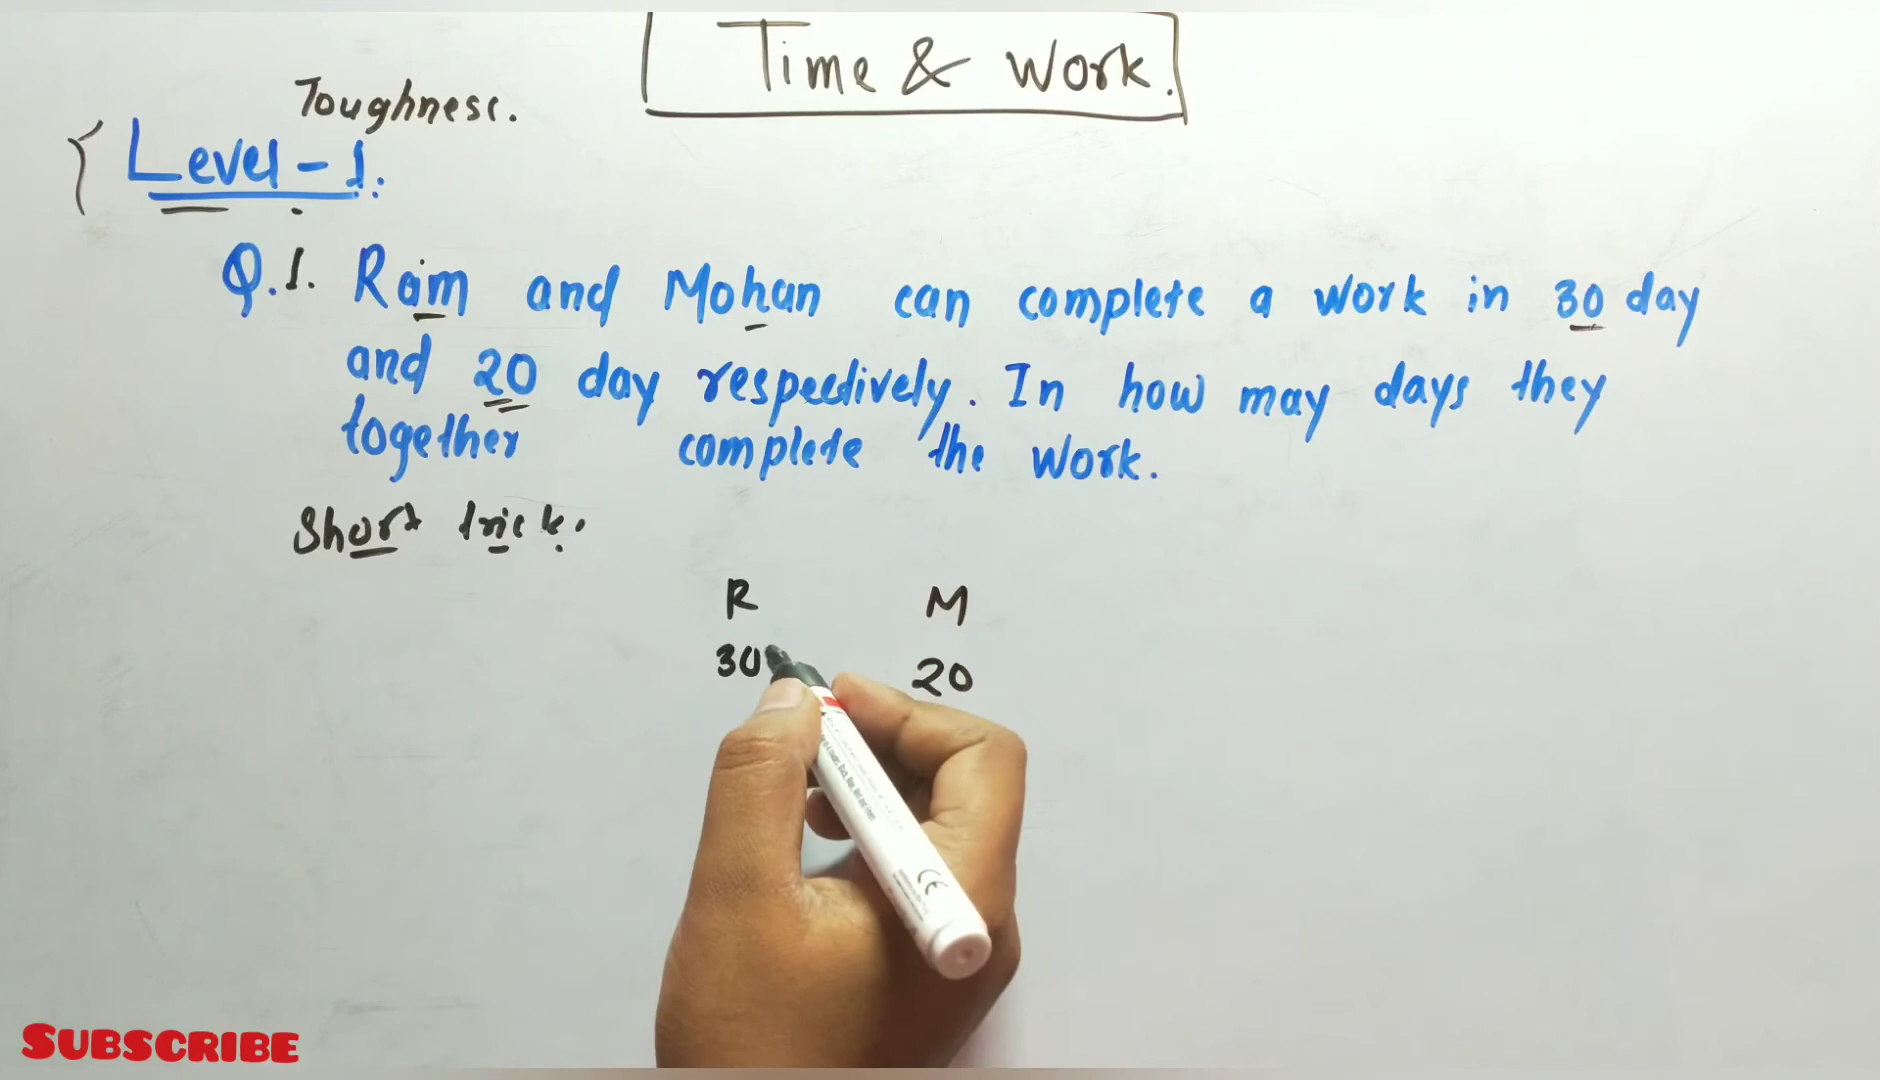 Time & Work.
Toughness.
Level-1.
Q.1. Ram and Mohan can complete a work in 30 day
and 20 day respectively. In how may days they
together complete the work.
Short trick.
R M
30 20
CE
SUBSCRIBE